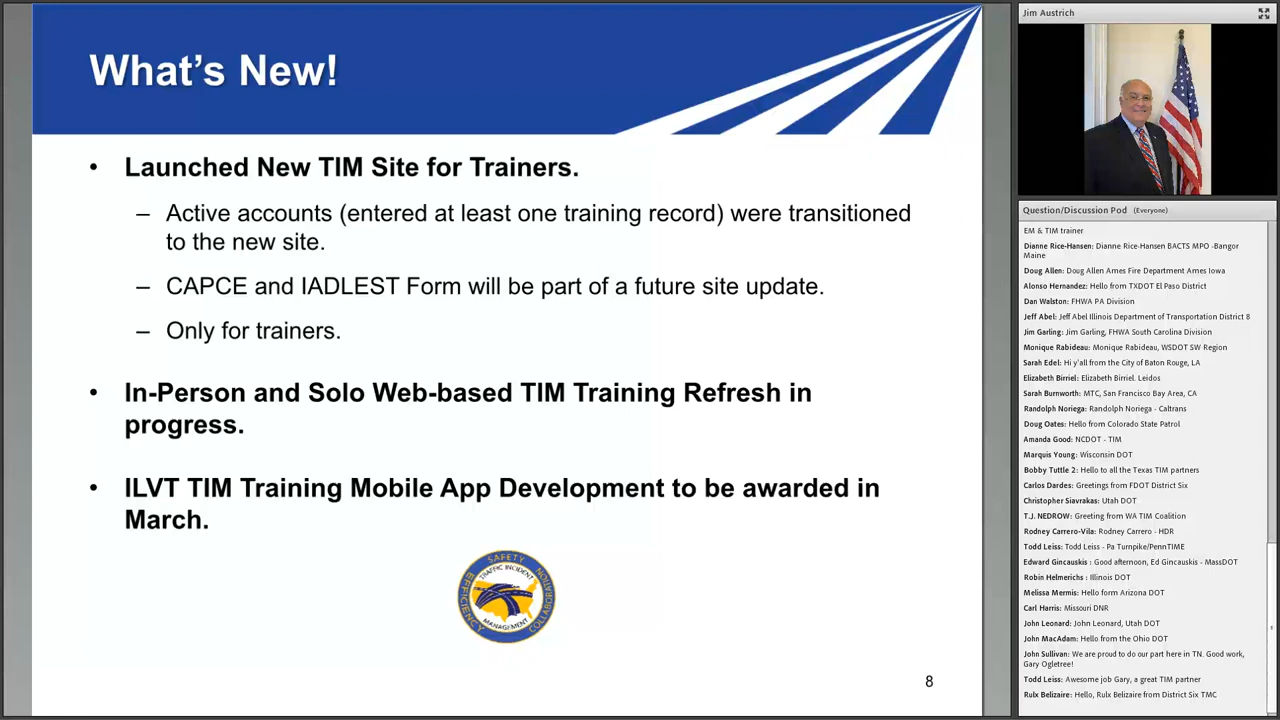 What's New!
• Launched New TIM Site for Trainers.
– Active accounts (entered at least one training record) were transitioned
to the new site.
– CAPCE and IADLEST Form will be part of a future site update.
– Only for trainers.
• In-Person and Solo Web-based TIM Training Refresh in
progress.
• ILVT TIM Training Mobile App Development to be awarded in
March.
SAFETY
TRAFFIC INCIDENT
MANAGEMENT
EFFICIENCY
COLLABORATION
8
Jim Austrich
Question/Discussion Pod (Everyone)
EM & TIM trainer
Dianne Rice-Hansen: Dianne Rice-Hansen BACTS MPO -Bangor
Maine
Doug Allen: Doug Allen Ames Fire Department Ames Iowa
Alonso Hernandez: Hello from TXDOT El Paso District
Dan Walston: FHWA PA Division
Jeff Abel: Jeff Abel Illinois Department of Transportation District 8
Jim Garling: Jim Garling, FHWA South Carolina Division
Monique Rabideau: Monique Rabideau, WSDOT SW Region
Sarah Edel: Hi y'all from the City of Baton Rouge, LA
Elizabeth Birriel: Elizabeth Birriel. Leidos
Sarah Burnworth: MTC, San Francisco Bay Area, CA
Randolph Noriega: Randolph Noriega - Caltrans
Doug Oates: Hello from Colorado State Patrol
Amanda Good: NCDOT - TIM
Marquis Young: Wisconsin DOT
Bobby Tuttle 2: Hello to all the Texas TIM partners
Carlos Dardes: Greetings from FDOT District Six
Christopher Siavrakas: Utah DOT
T.J. NEDROW: Greeting from WA TIM Coalition
Rodney Carrero-Vila: Rodney Carrero - HDR
Todd Leiss: Todd Leiss - Pa Turnpike/PennTIME
Edward Gincauskis : Good afternoon, Ed Gincauskis - MassDOT
Robin Helmerichs : Illinois DOT
Melissa Mermis: Hello form Arizona DOT
Carl Harris: Missouri DNR
John Leonard: John Leonard, Utah DOT
John MacAdam: Hello from the Ohio DOT
John Sullivan: We are proud to do our part here in TN. Good work,
Gary Ogletree!
Todd Leiss: Awesome job Gary, a great TIM partner
Rulx Belizaire: Hello, Rulx Belizaire from District Six TMC